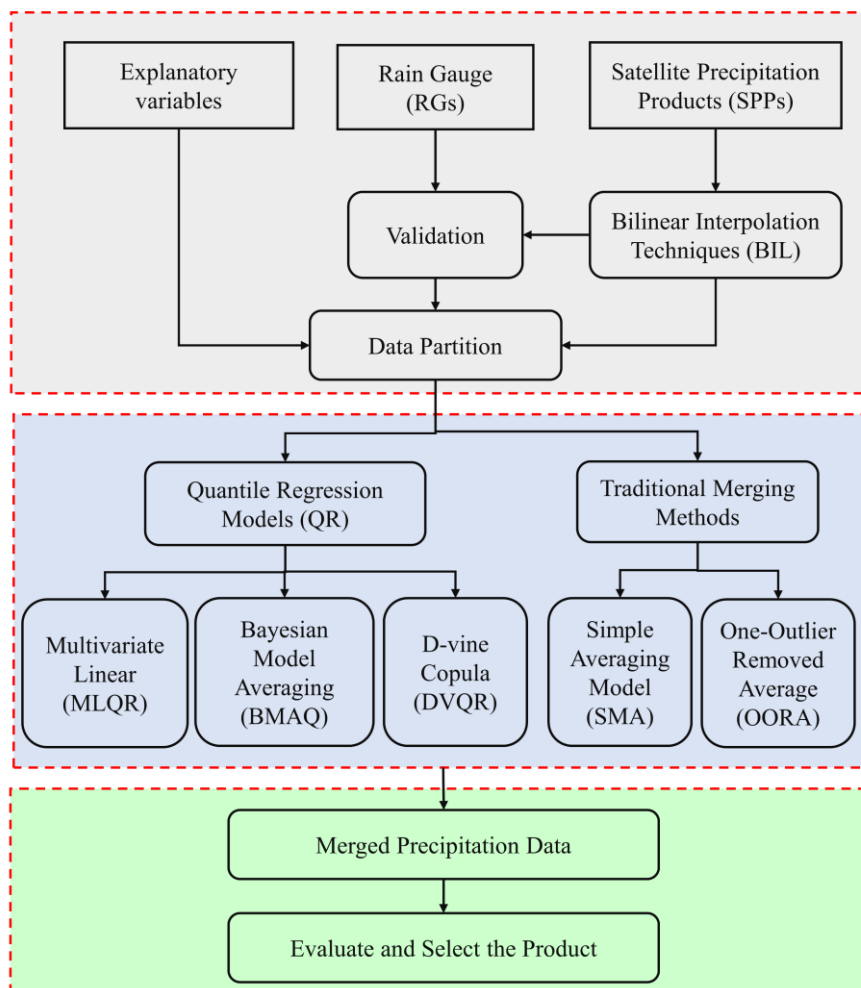 Explanatory
variables
Rain Gauge
(RGs)
Satellite Precipitation
Products (SPPs)
Validation
Bilinear Interpolation
Techniques (BIL)
Data Partition
Quantile Regression
Models (QR)
Traditional Merging
Methods
Multivariate
Linear
(MLQR)
Bayesian
Model
Averaging
(BMAQ)
D-vine
Copula
(DVQR)
Simple
Averaging
Model
(SMA)
One-Outlier
Removed
Average
(OORA)
Merged Precipitation Data
Evaluate and Select the Product